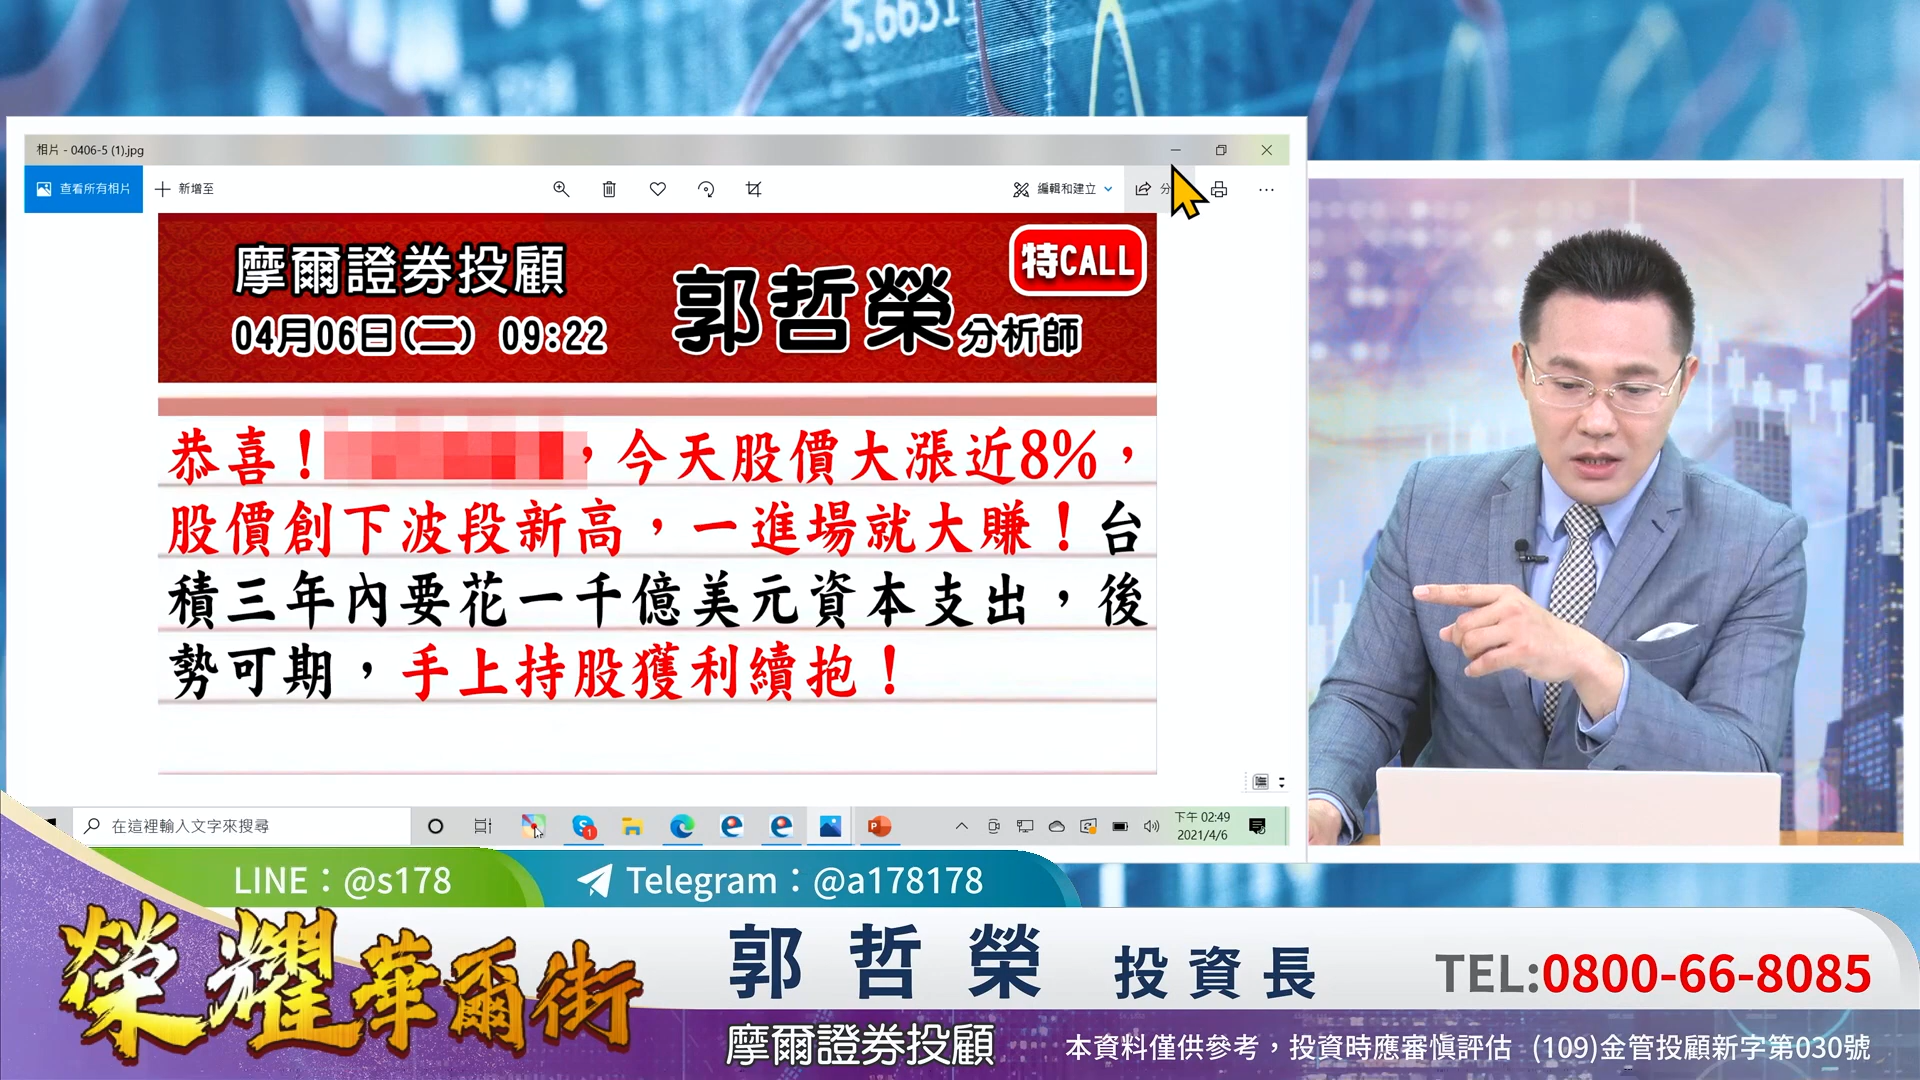 5.6631
相片 - 0406-5 (1).jpg
查看所有相片
新增至
編輯和建立
分
摩爾證券投顧
04月06日(二) 09:22
郭哲榮分析師
特CALL
恭喜！，今天股價大漲近8%，
股價創下波段新高，一進場就大賺！台
積三年內要花一千億美元資本支出，後
勢可期，手上持股獲利續抱！
在這裡輸入文字來搜尋
下午 02:49
2021/4/6
LINE：@s178
Telegram：@a178178
榮耀華爾街
郭哲榮 投資長
TEL:0800-66-8085
摩爾證券投顧
本資料僅供參考，投資時應審慎評估 (109)金管投顧新字第030號